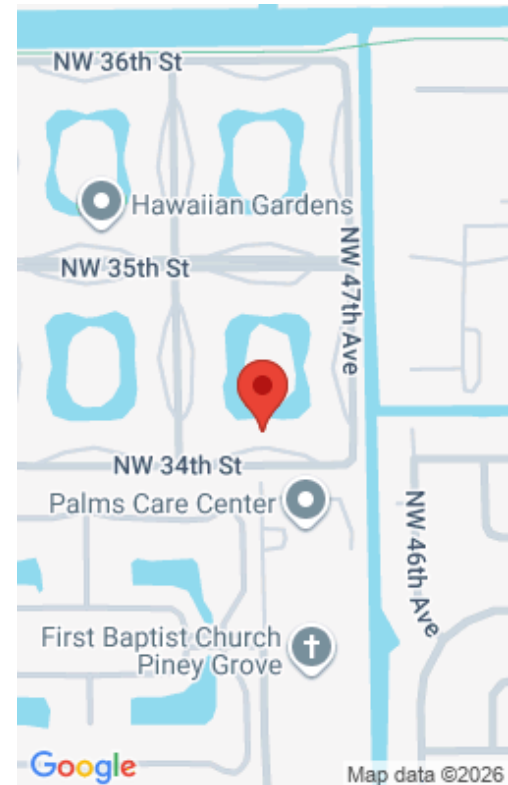 NW 36th St
Hawaiian Gardens
NW 35th St
NW 47th Ave
NW 34th St
Palms Care Center
NW 46th Ave
First Baptist Church
Piney Grove
Google
Map data ©2026